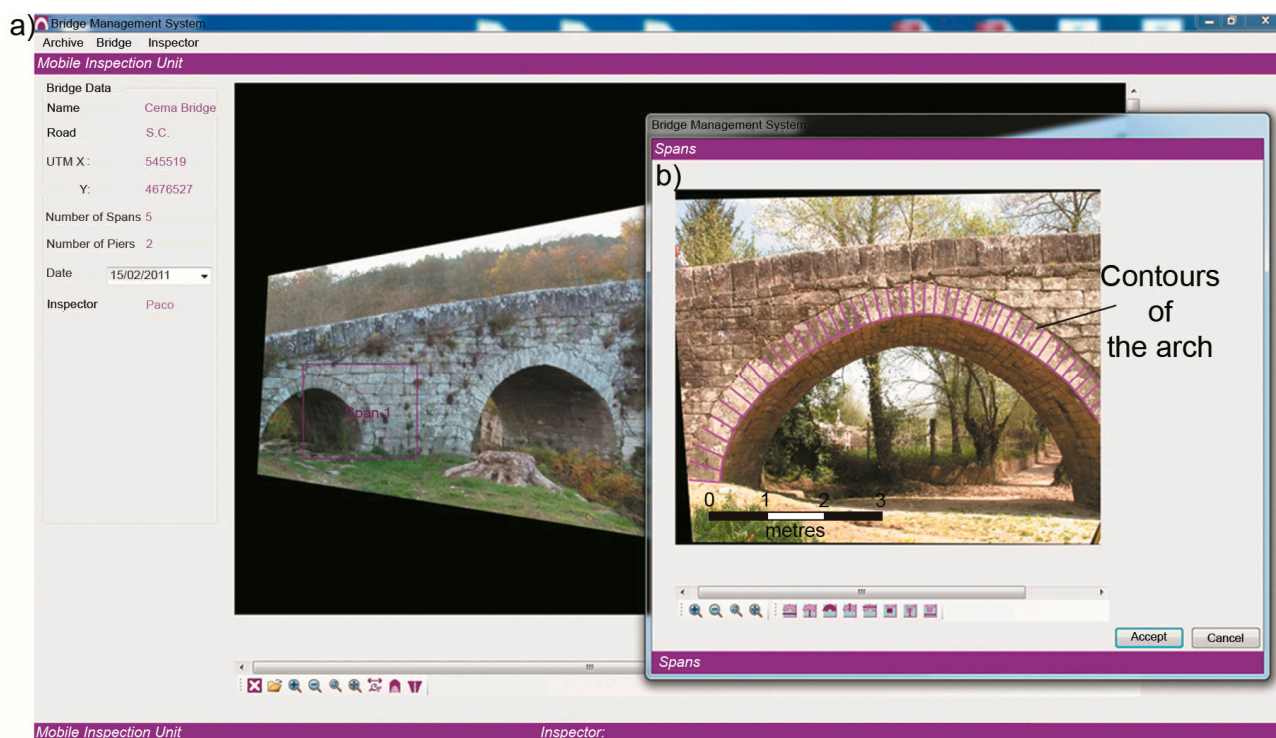 a)
Bridge Management System
Archive Bridge Inspector
Mobile Inspection Unit
Bridge Data
Name Cerna Bridge
Road S.C.
UTM X : 545519
Y: 4676527
Number of Spans 5
Number of Piers 2
Date 15/02/2011
Inspector Paco
Span 1
Bridge Management System
Spans
b)
Contours
of
the arch
0 1 2 3
metres
Accept Cancel
Spans
Mobile Inspection Unit Inspector: